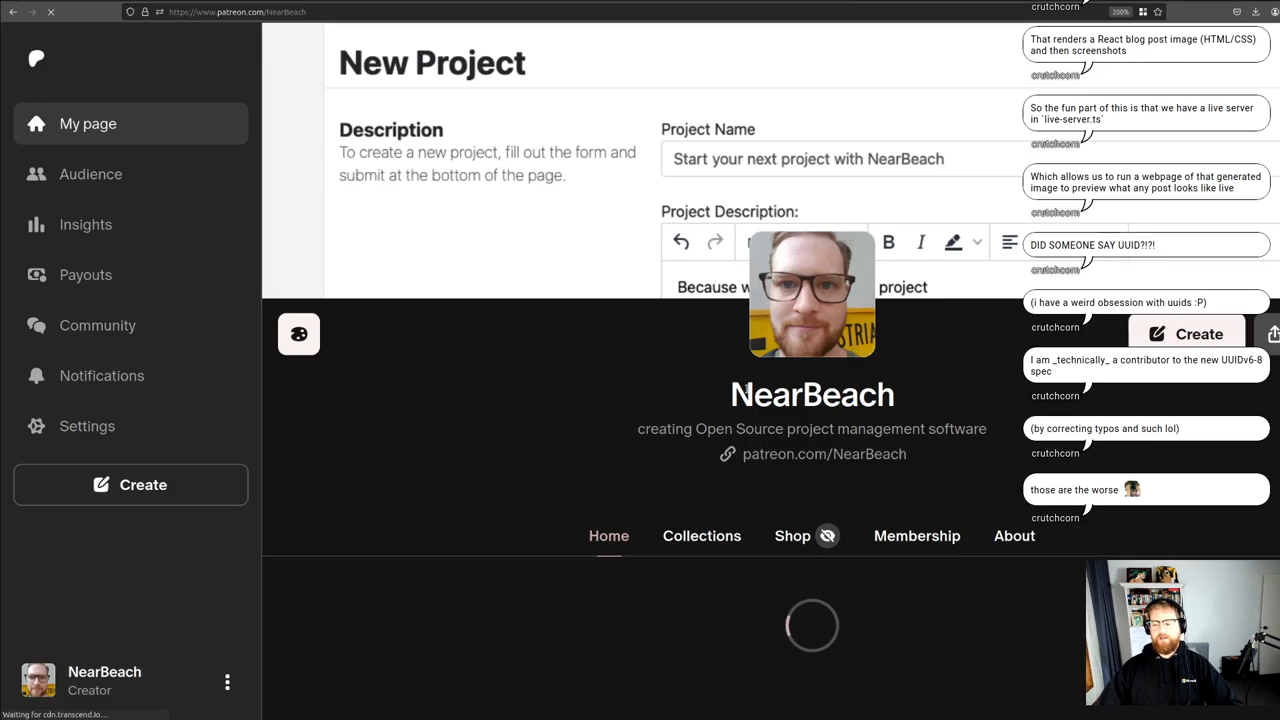 https://www.patreon.com/NearBeach
200%
My page
Audience
Insights
Payouts
Community
Notifications
Settings
Create
NearBeach
Creator
Waiting for cdn.transcend.io...
New Project
Description
To create a new project, fill out the form and
submit at the bottom of the page.
Project Name
Start your next project with NearBeach
Project Description:
B I
Because w
project
Create
NearBeach
creating Open Source project management software
patreon.com/NearBeach
Home Collections Shop Membership About
crutchcorn
That renders a React blog post image (HTML/CSS)
and then screenshots
crutchcorn
So the fun part of this is that we have a live server
in `live-server.ts`
crutchcorn
Which allows us to run a webpage of that generated
image to preview what any post looks like live
crutchcorn
DID SOMEONE SAY UUID?!?!
crutchcorn
(i have a weird obsession with uuids :P)
crutchcorn
I am _technically_ a contributor to the new UUIDv6-8
spec
crutchcorn
(by correcting typos and such lol)
crutchcorn
those are the worse
crutchcorn